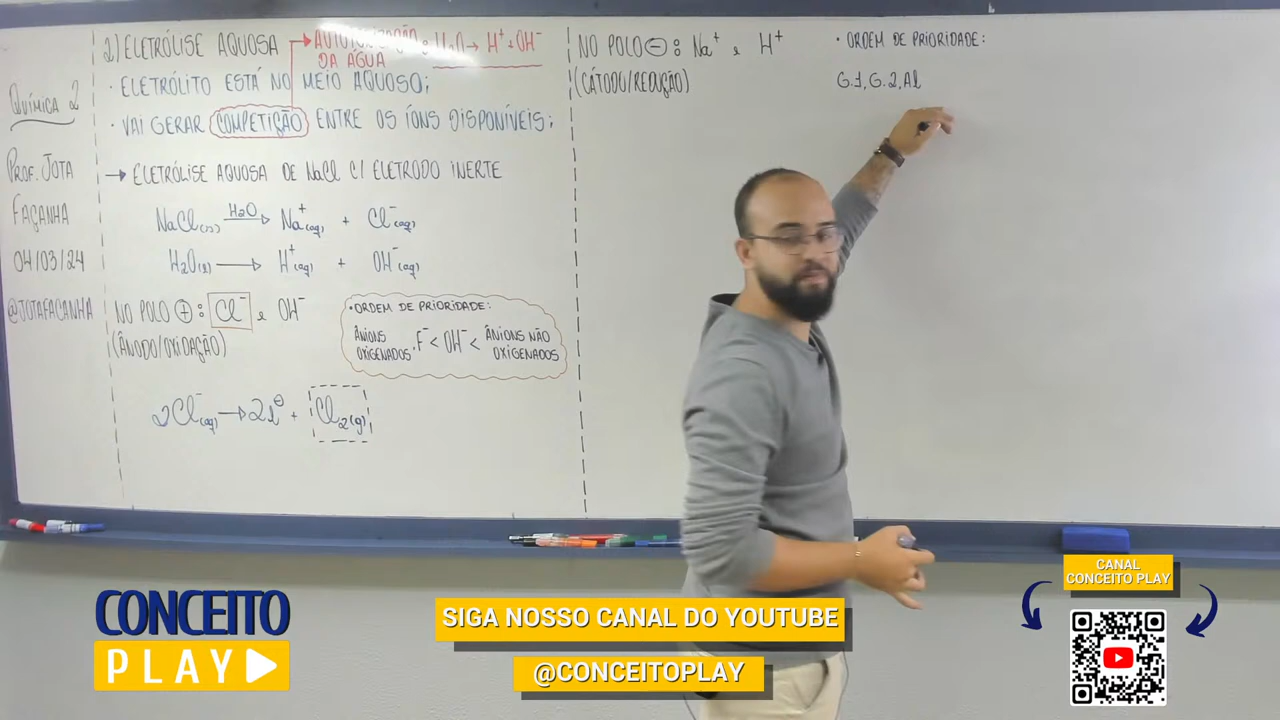 QUÍMICA 2
PROF. JOTA
FAÇANHA
04/03/24
@JOTAFAÇANHA
2) ELETRÓLISE AQUOSA → AUTOIONIZAÇÃO DA ÁGUA : H₂O → H⁺ + OH⁻
• ELETRÓLITO ESTÁ NO MEIO AQUOSO;
• VAI GERAR COMPETIÇÃO ENTRE OS ÍONS DISPONÍVEIS;
→ ELETRÓLISE AQUOSA DE NaCl C/ ELETRODO INERTE
NaCl(s) H₂O→ Na⁺(aq) + Cl⁻(aq)
H₂O(l) → H⁺(aq) + OH⁻(aq)
NO POLO ⊕ : Cl⁻ e OH⁻
(ÂNODO/OXIDAÇÃO)
• ORDEM DE PRIORIDADE:
ÂNIONS OXIGENADOS, F⁻ < OH⁻ < ÂNIONS NÃO OXIGENADOS
2Cl⁻(aq) → 2e⊖ + Cl₂(g)
NO POLO ⊖ : Na⁺ e H⁺
(CÁTODO/REDUÇÃO)
• ORDEM DE PRIORIDADE:
G.1, G.2, Al
CONCEITO
PLAY
SIGA NOSSO CANAL DO YOUTUBE
@CONCEITOPLAY
CANAL
CONCEITO PLAY